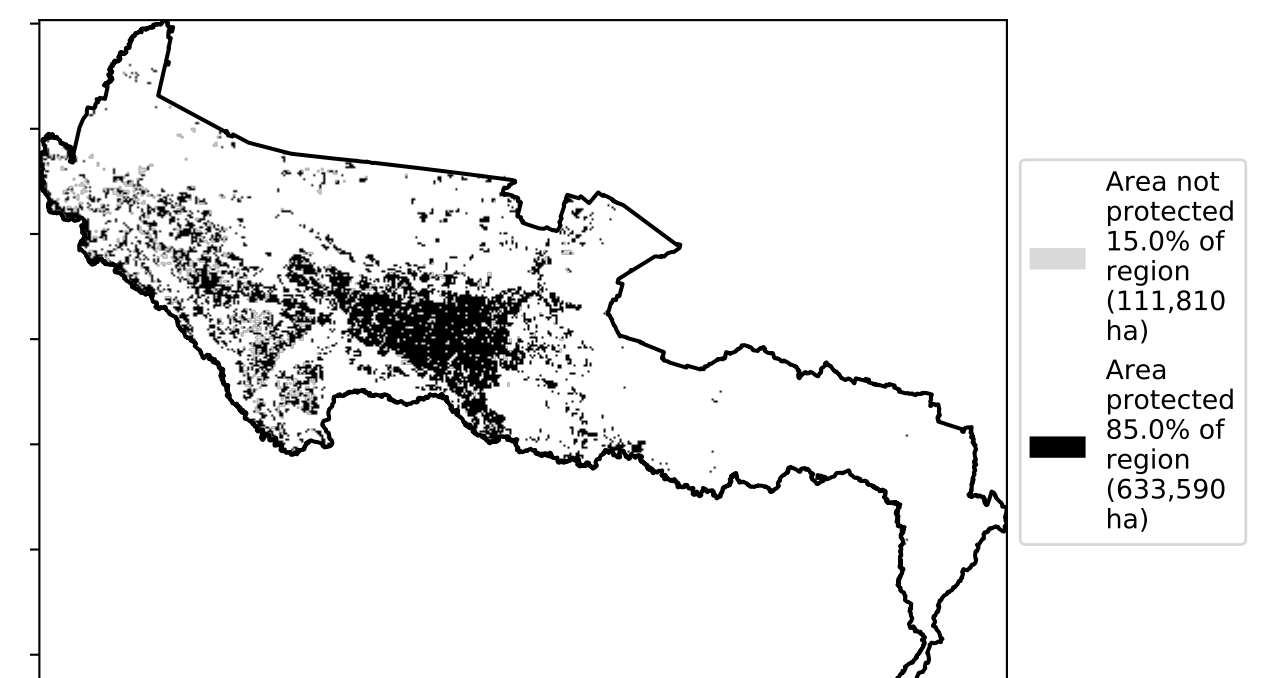 Area not
protected
15.0% of
region
(111,810
ha)
Area
protected
85.0% of
region
(633,590
ha)